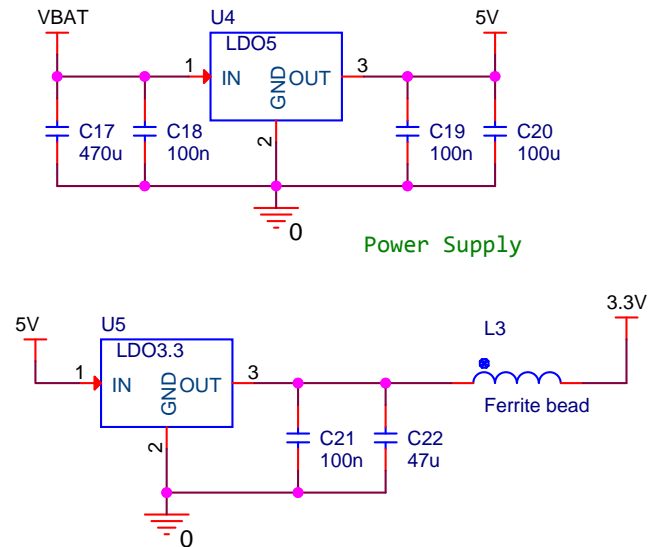 VBAT
U4
5V
LDO5
1
IN
OUT
3
GND
2
C17
470u
C18
100n
C19
100n
C20
100u
0
Power Supply
5V
U5
L3
3.3V
LDO3.3
1
IN
OUT
3
GND
2
Ferrite bead
C21
100n
C22
47u
0